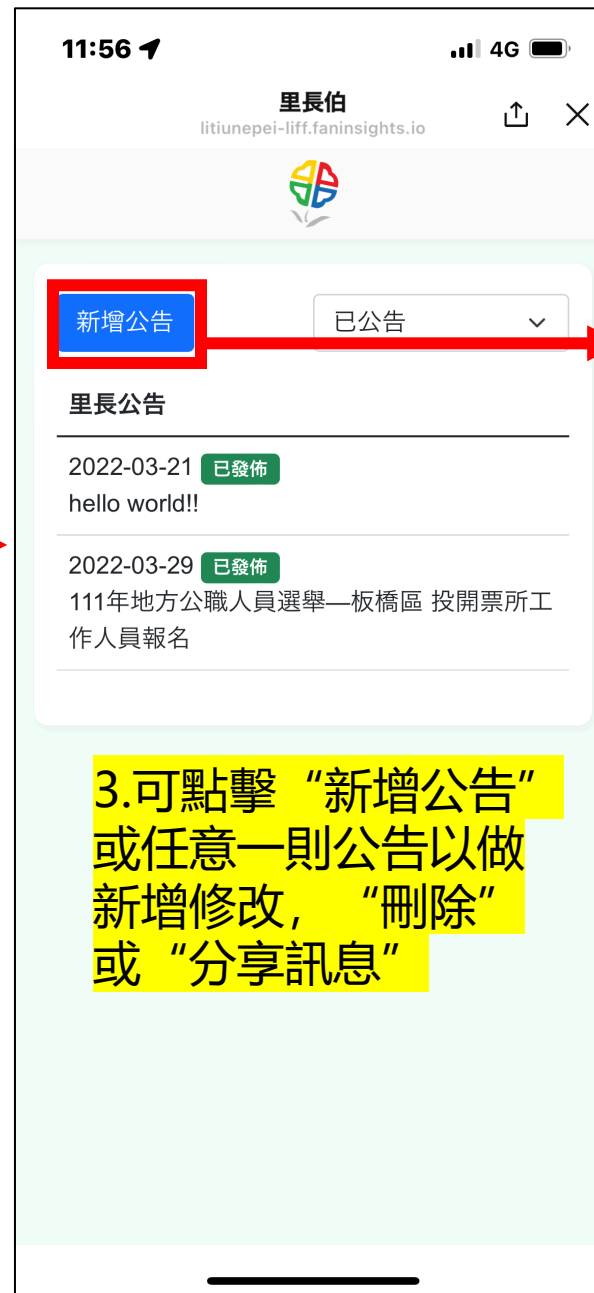 11:56
4G
里長伯
litiunepei-liff.faninsights.io
新增公告
已公告
里長公告
2022-03-21 已發佈
hello world!!
2022-03-29 已發佈
111年地方公職人員選舉—板橋區 投開票所工
作人員報名
3.可點擊“新增公告”
或任意一則公告以做
新增修改，“刪除”
或“分享訊息”